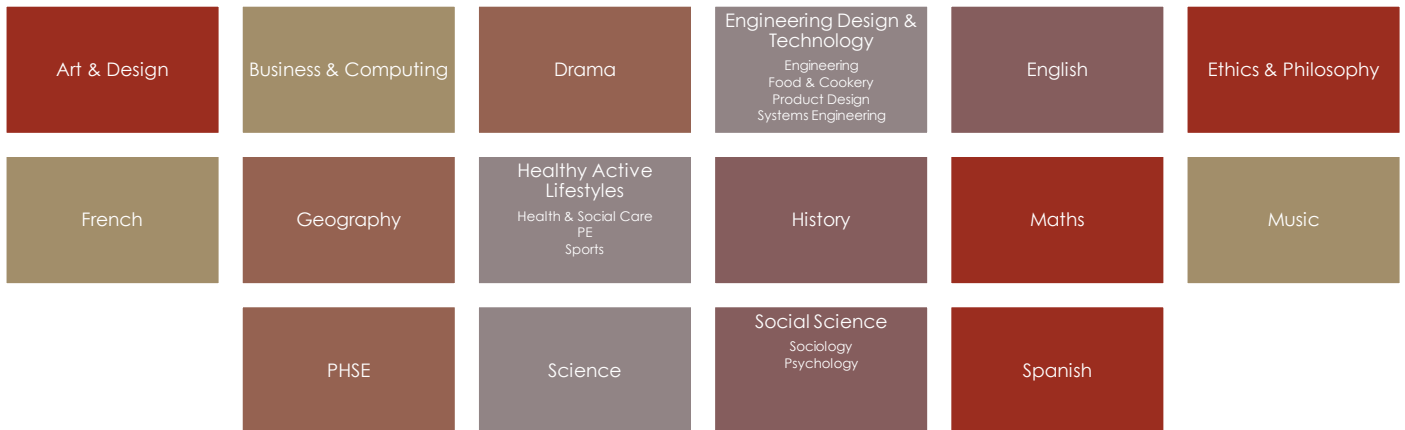 Art & Design
Business & Computing
Drama
Engineering Design &
Technology
Engineering
Food & Cookery
Product Design
Systems Engineering
English
Ethics & Philosophy
French
Geography
Healthy Active
Lifestyles
Health & Social Care
PE
Sports
History
Maths
Music
PHSE
Science
Social Science
Sociology
Psychology
Spanish